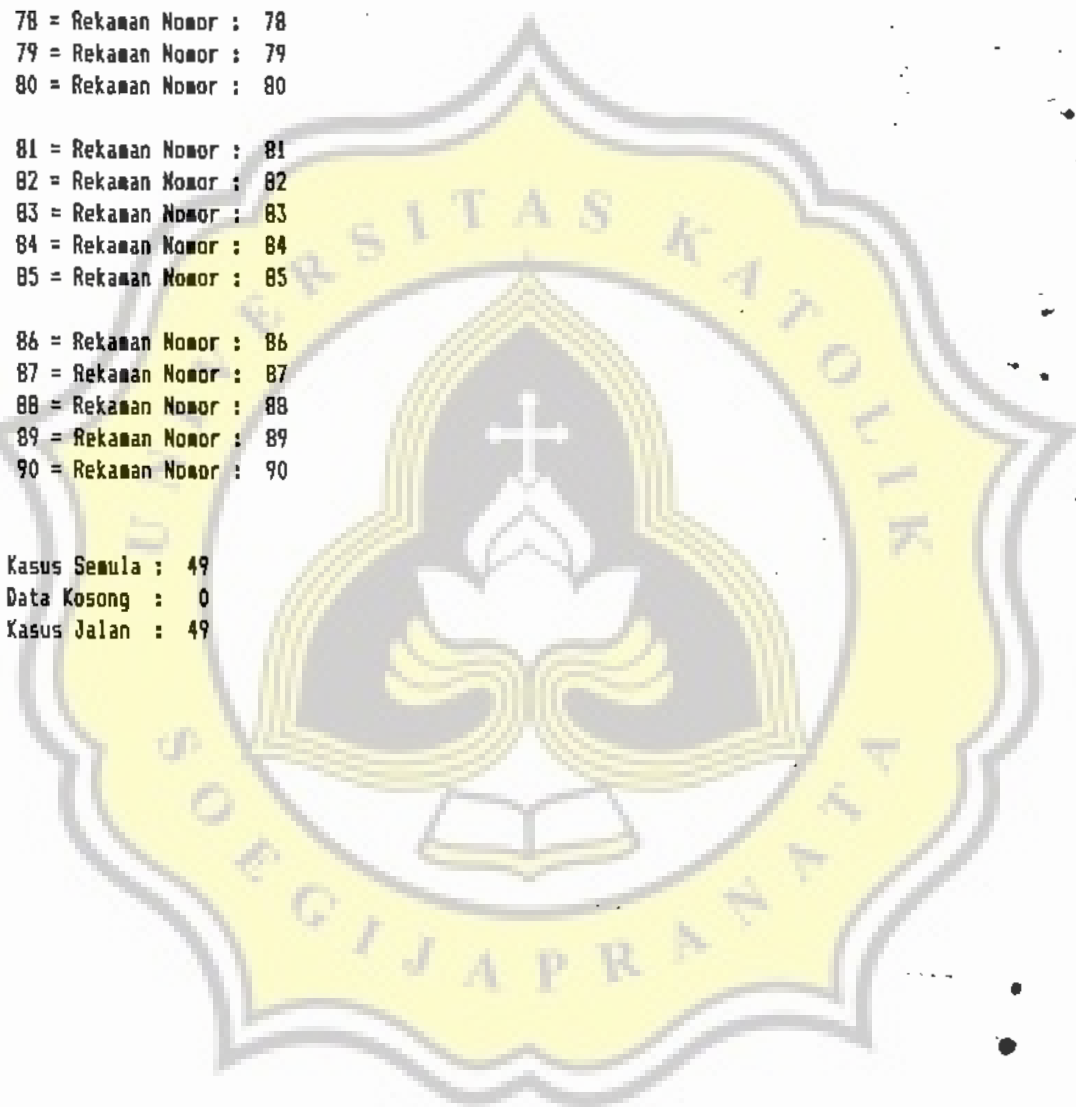 78 = Rekaman Nomor : 78
79 = Rekaman Nomor : 79
80 = Rekaman Nomor : 80
81 = Rekaman Nomor : 81
82 = Rekaman Nomor : 82
83 = Rekaman Nomor : 83
84 = Rekaman Nomor : 84
85 = Rekaman Nomor : 85
86 = Rekaman Nomor : 86
87 = Rekaman Nomor : 87
88 = Rekaman Nomor : 88
89 = Rekaman Nomor : 89
90 = Rekaman Nomor : 90
Kasus Semula : 49
Data Kosong : 0
Kasus Jalan : 49
UNIVERSITAS KATOLIK
SOEGIJAPRANATA